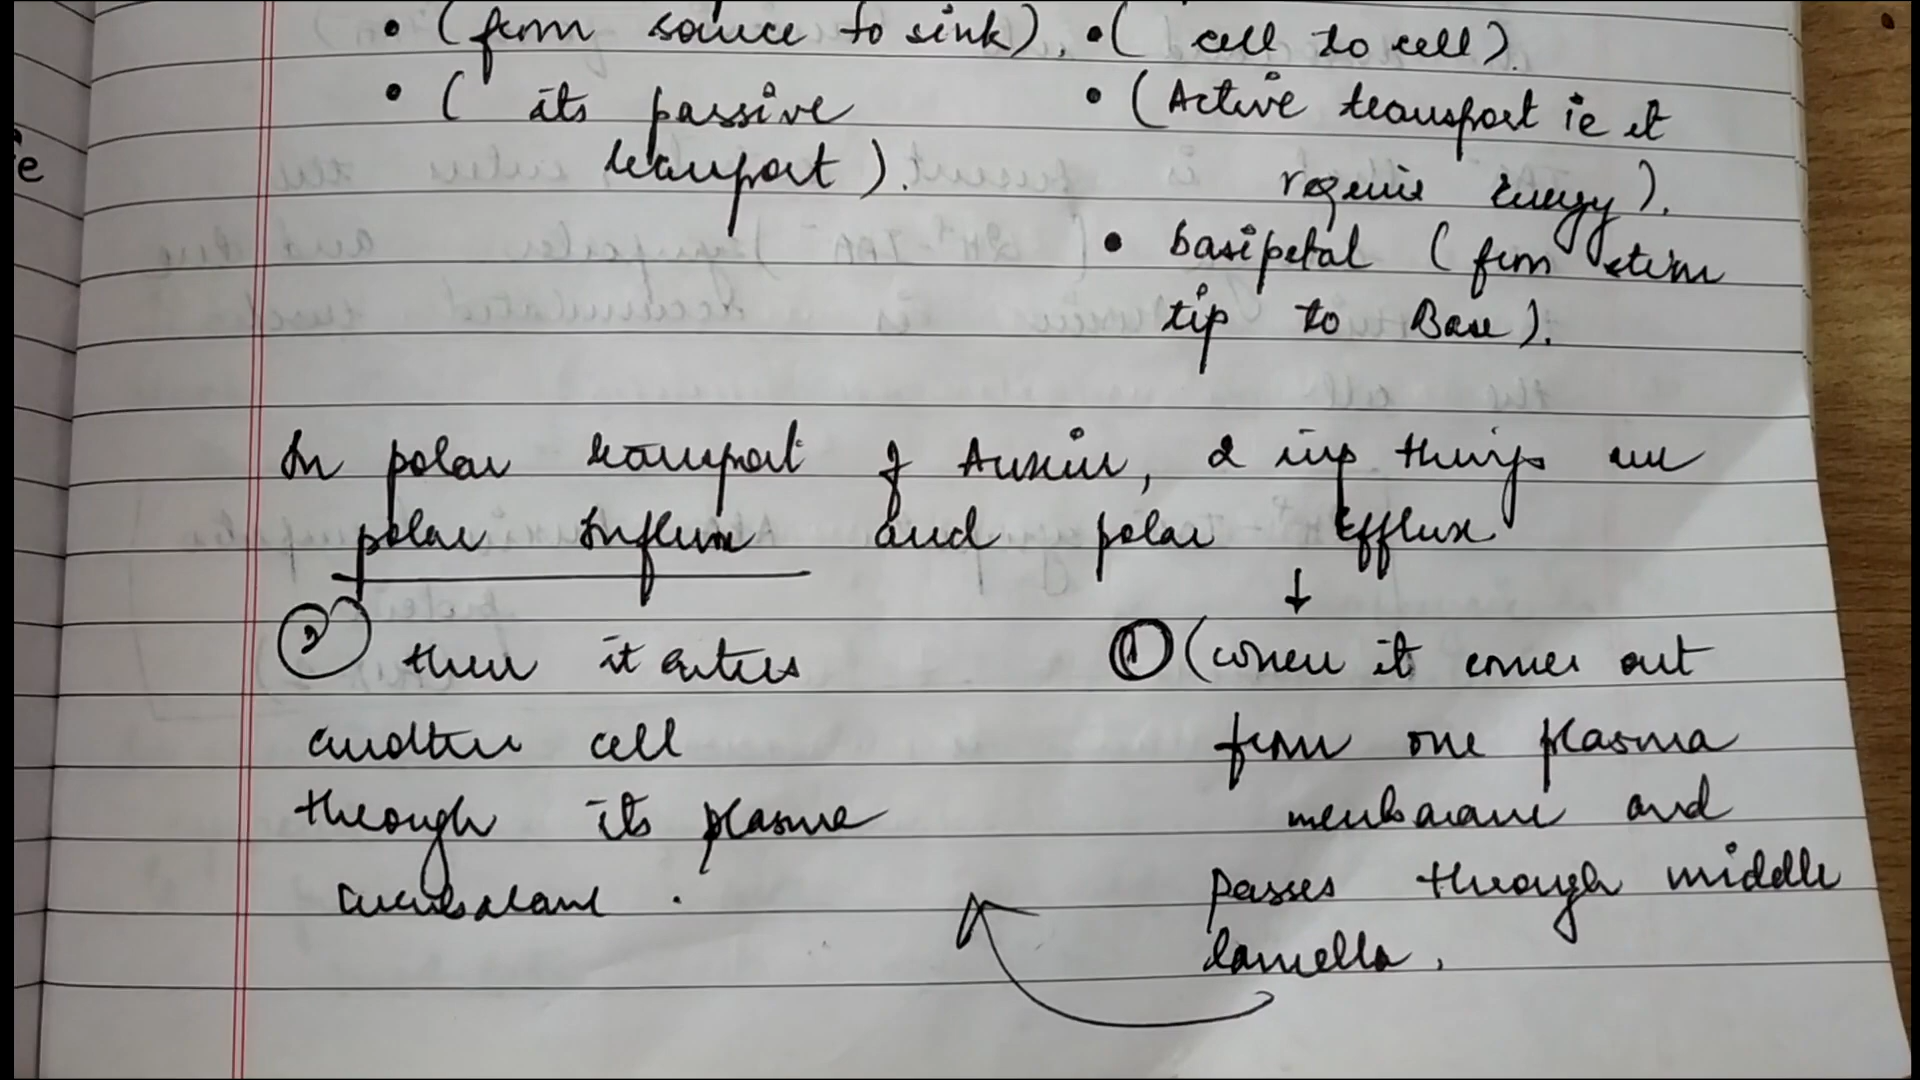 • (from source to sink). • ( cell to cell).
• ( its passive
transport ).
• (Active transport ie it
require energy).
• basipetal ( from stem
tip to Base ).
In polar transport of Auxin, 2 imp things are
polar Influx and polar Efflux
↓
② then it enters
another cell
through its plasma
membrane .
① (when it comes out
from one plasma
membrane and
passes through middle
lamella .
e